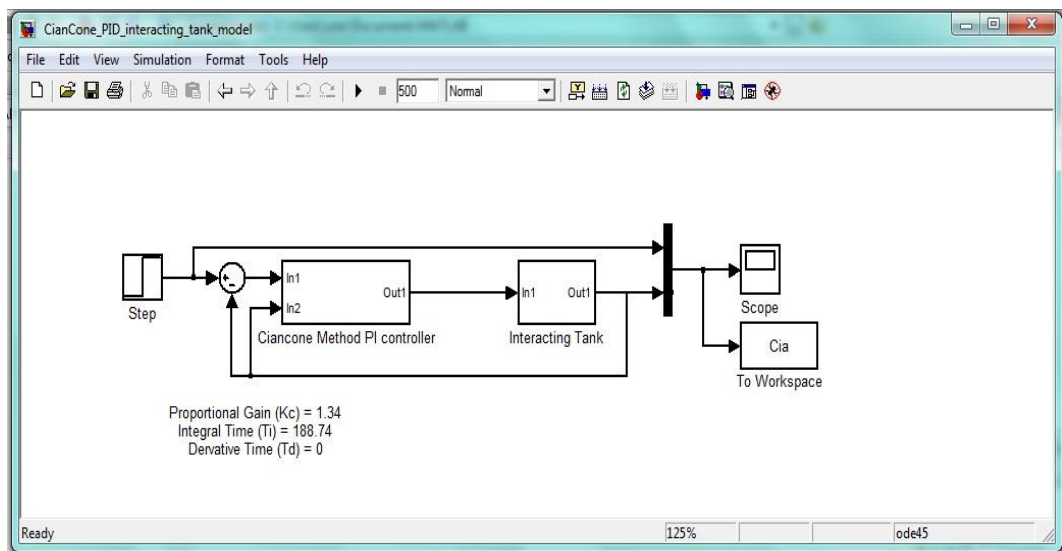 CianCone_PID_interacting_tank_model
File Edit View Simulation Format Tools Help
500 Normal
Step
In1
In2
Out1
Ciancone Method PI controller
In1 Out1
Interacting Tank
Scope
Cia
To Workspace
Proportional Gain (Kc) = 1.34
Integral Time (Ti) = 188.74
Dervative Time (Td) = 0
Ready 125% ode45